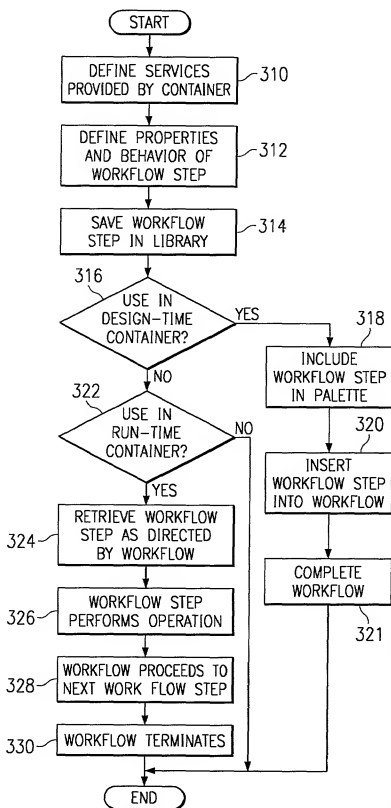 START
DEFINE SERVICES
PROVIDED BY CONTAINER
310
DEFINE PROPERTIES
AND BEHAVIOR OF
WORKFLOW STEP
312
SAVE WORKFLOW
STEP IN LIBRARY
314
316
USE IN
DESIGN-TIME
CONTAINER?
YES
NO
318
INCLUDE
WORKFLOW STEP
IN PALETTE
320
INSERT
WORKFLOW STEP
INTO WORKFLOW
COMPLETE
WORKFLOW
321
322
USE IN
RUN-TIME
CONTAINER?
NO
YES
324
RETRIEVE WORKFLOW
STEP AS DIRECTED
BY WORKFLOW
326
WORKFLOW STEP
PERFORMS OPERATION
328
WORKFLOW PROCEEDS TO
NEXT WORK FLOW STEP
330
WORKFLOW TERMINATES
END